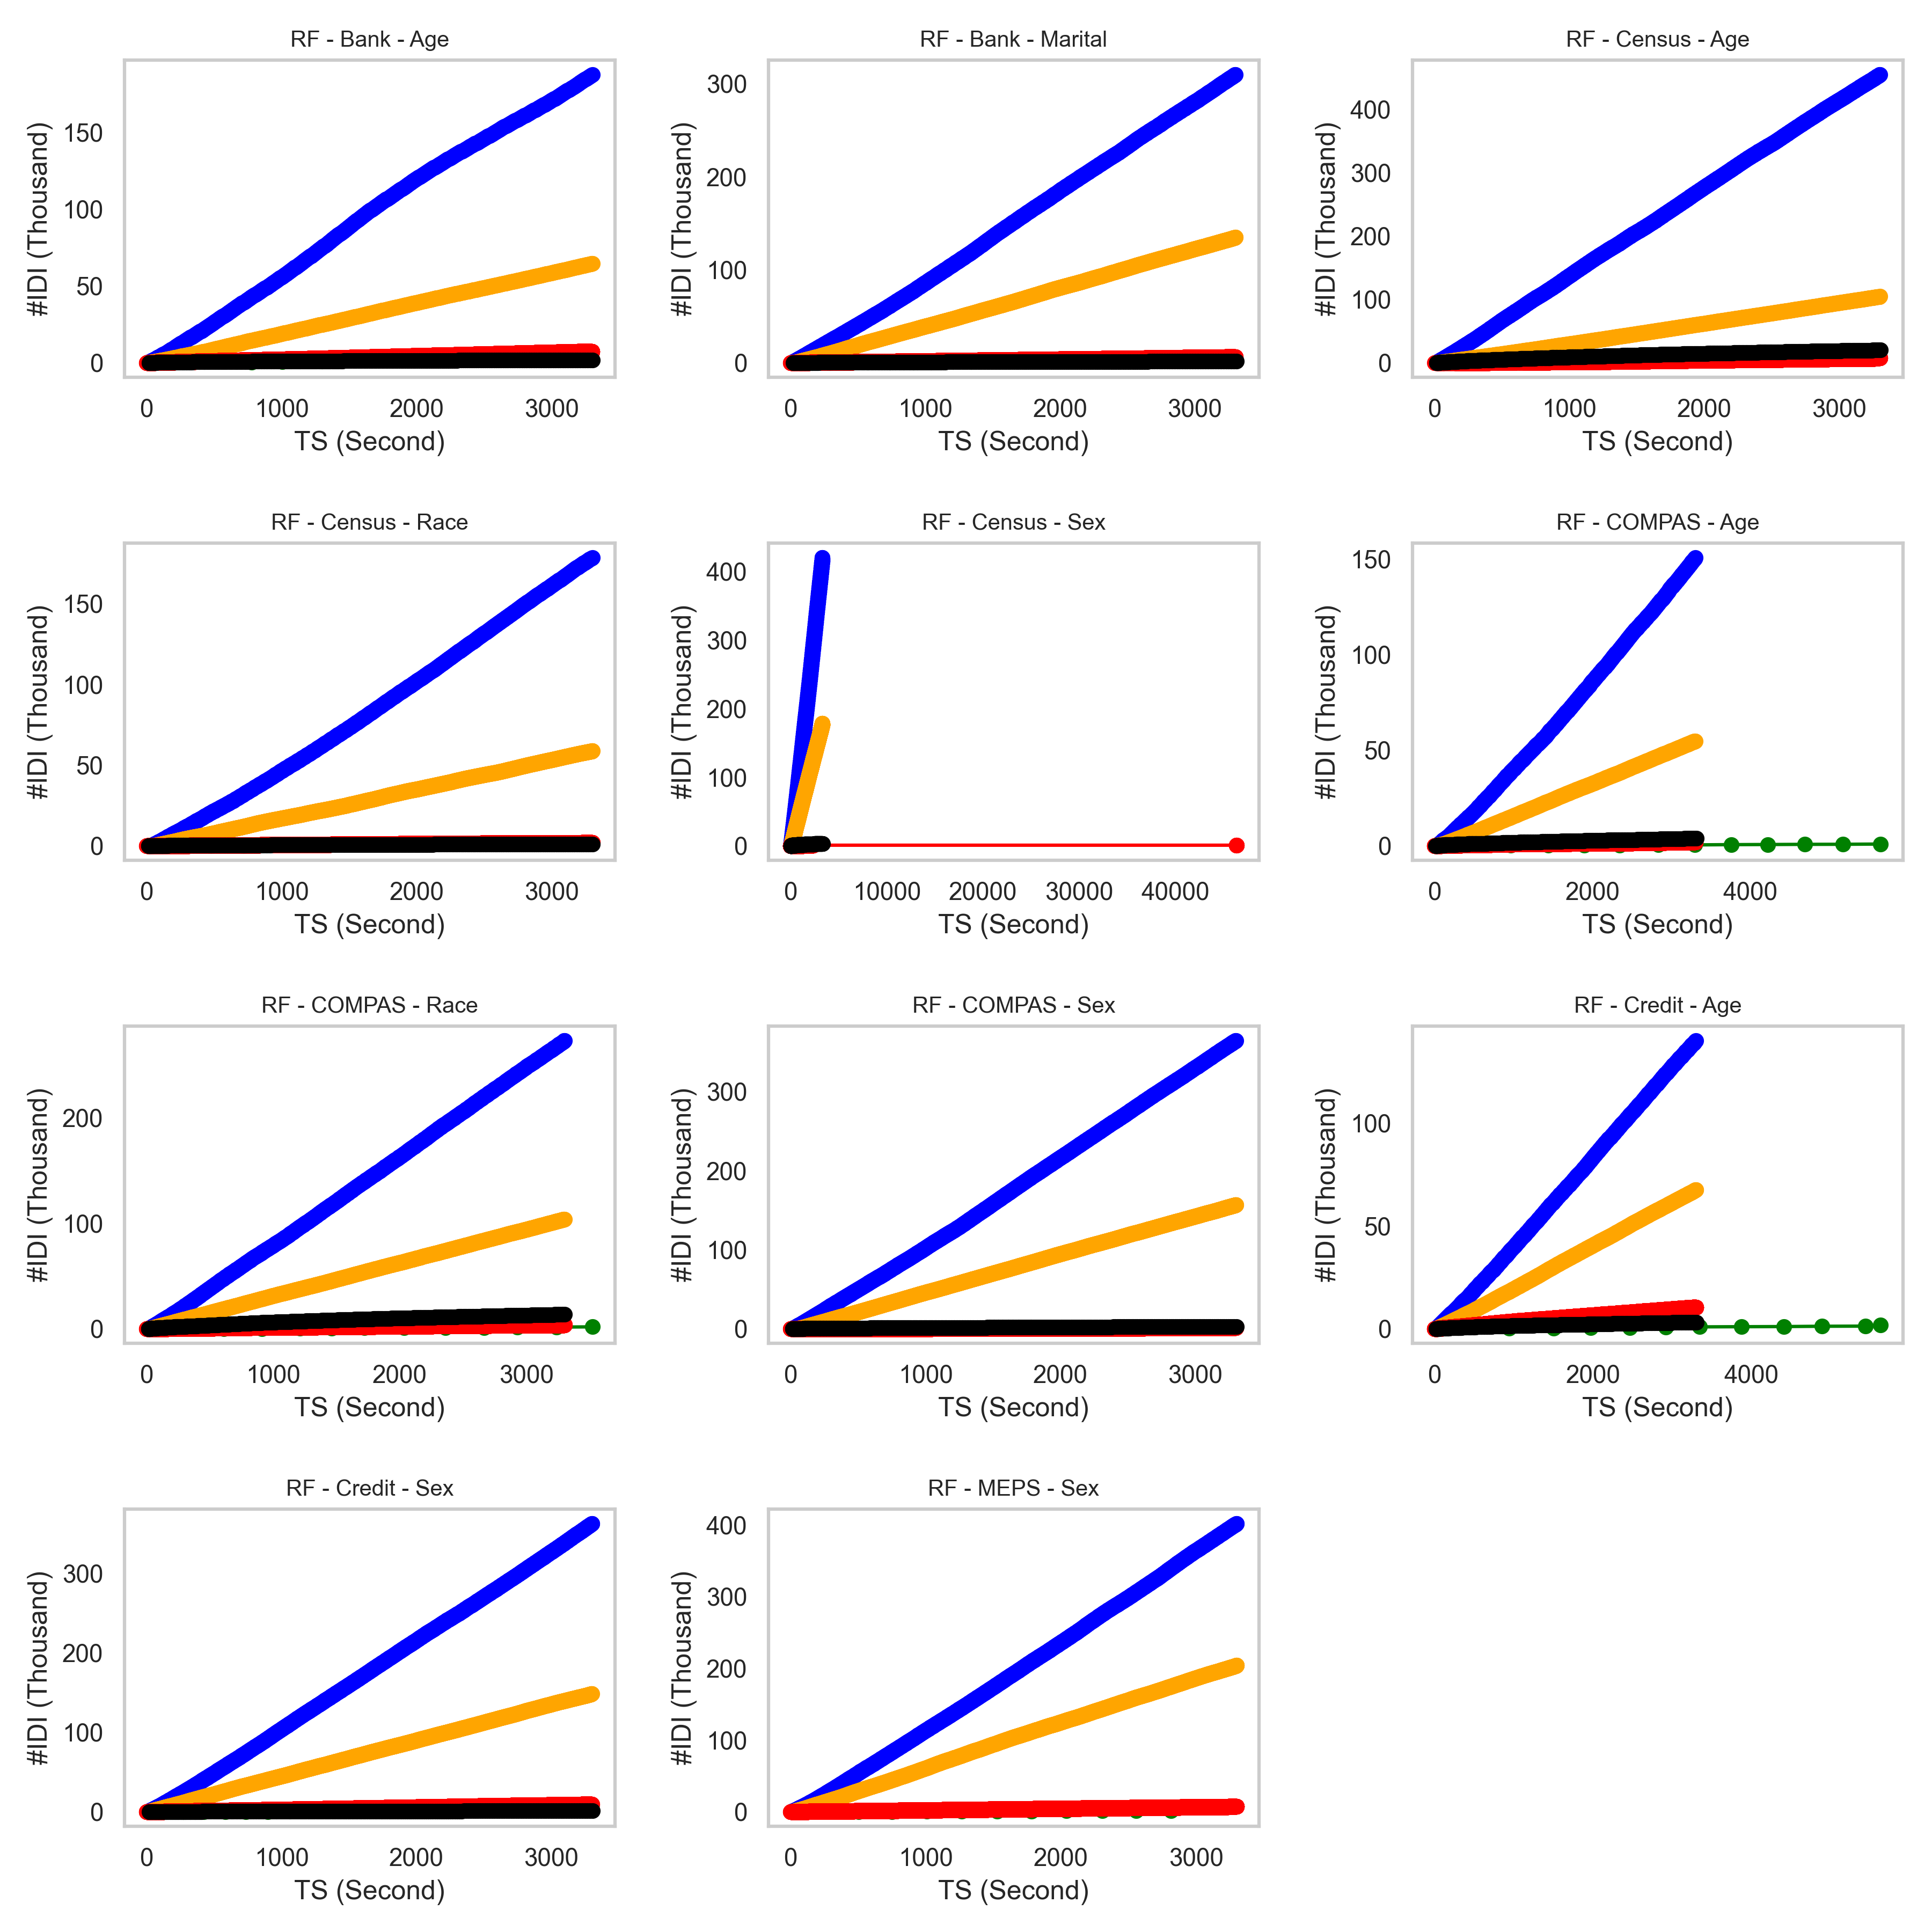 RF - Bank - Age
#IDI (Thousand)
150
100
50
0
0 1000 2000 3000
TS (Second)
RF - Bank - Marital
#IDI (Thousand)
300
200
100
0
0 1000 2000 3000
TS (Second)
RF - Census - Age
#IDI (Thousand)
400
300
200
100
0
0 1000 2000 3000
TS (Second)
RF - Census - Race
#IDI (Thousand)
150
100
50
0
0 1000 2000 3000
TS (Second)
RF - Census - Sex
#IDI (Thousand)
400
300
200
100
0
0 10000 20000 30000 40000
TS (Second)
RF - COMPAS - Age
#IDI (Thousand)
150
100
50
0
0 2000 4000
TS (Second)
RF - COMPAS - Race
#IDI (Thousand)
200
100
0
0 1000 2000 3000
TS (Second)
RF - COMPAS - Sex
#IDI (Thousand)
300
200
100
0
0 1000 2000 3000
TS (Second)
RF - Credit - Age
#IDI (Thousand)
100
50
0
0 2000 4000
TS (Second)
RF - Credit - Sex
#IDI (Thousand)
300
200
100
0
0 1000 2000 3000
TS (Second)
RF - MEPS - Sex
#IDI (Thousand)
400
300
200
100
0
0 1000 2000 3000
TS (Second)